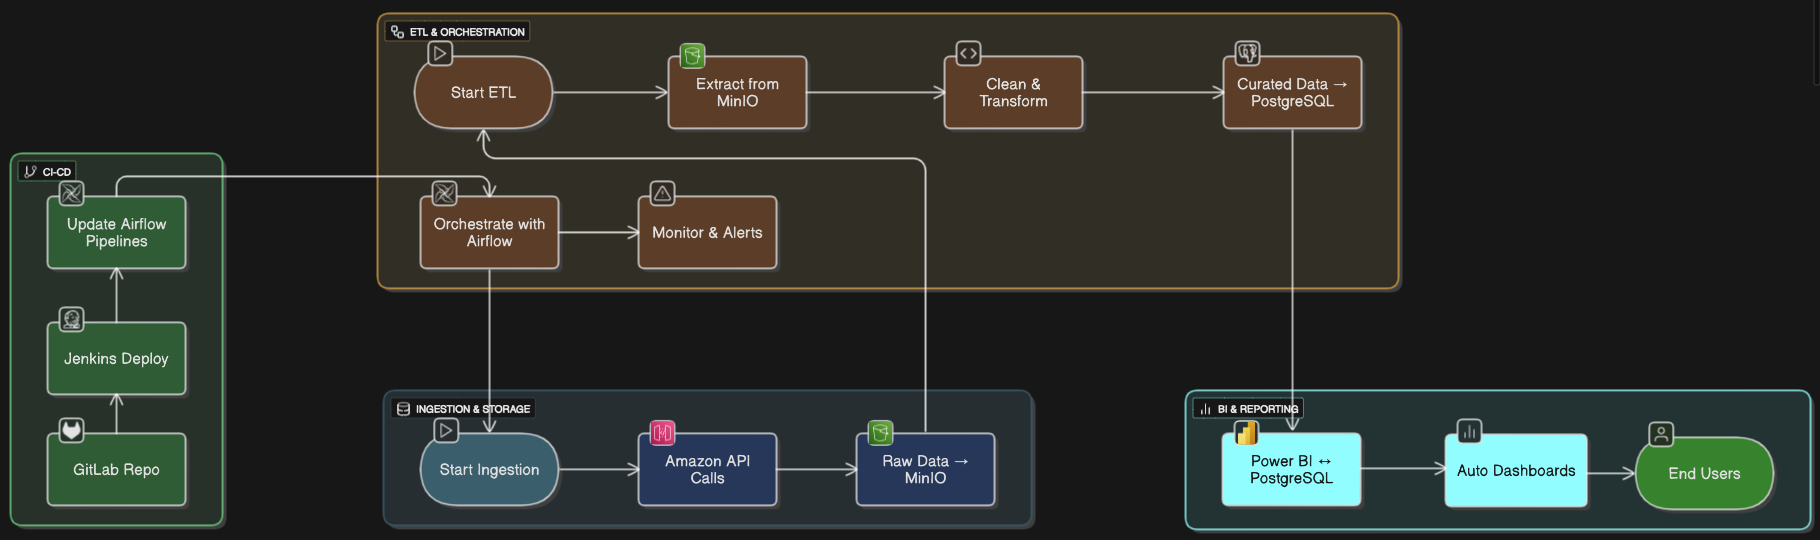 ETL & ORCHESTRATION
Start ETL
Extract from
MinIO
Clean &
Transform
Curated Data →
PostgreSQL
CI-CD
Update Airflow
Pipelines
Orchestrate with
Airflow
Monitor & Alerts
Jenkins Deploy
GitLab Repo
INGESTION & STORAGE
Start Ingestion
Amazon API
Calls
Raw Data →
MinIO
BI & REPORTING
Power BI ↔
PostgreSQL
Auto Dashboards
End Users